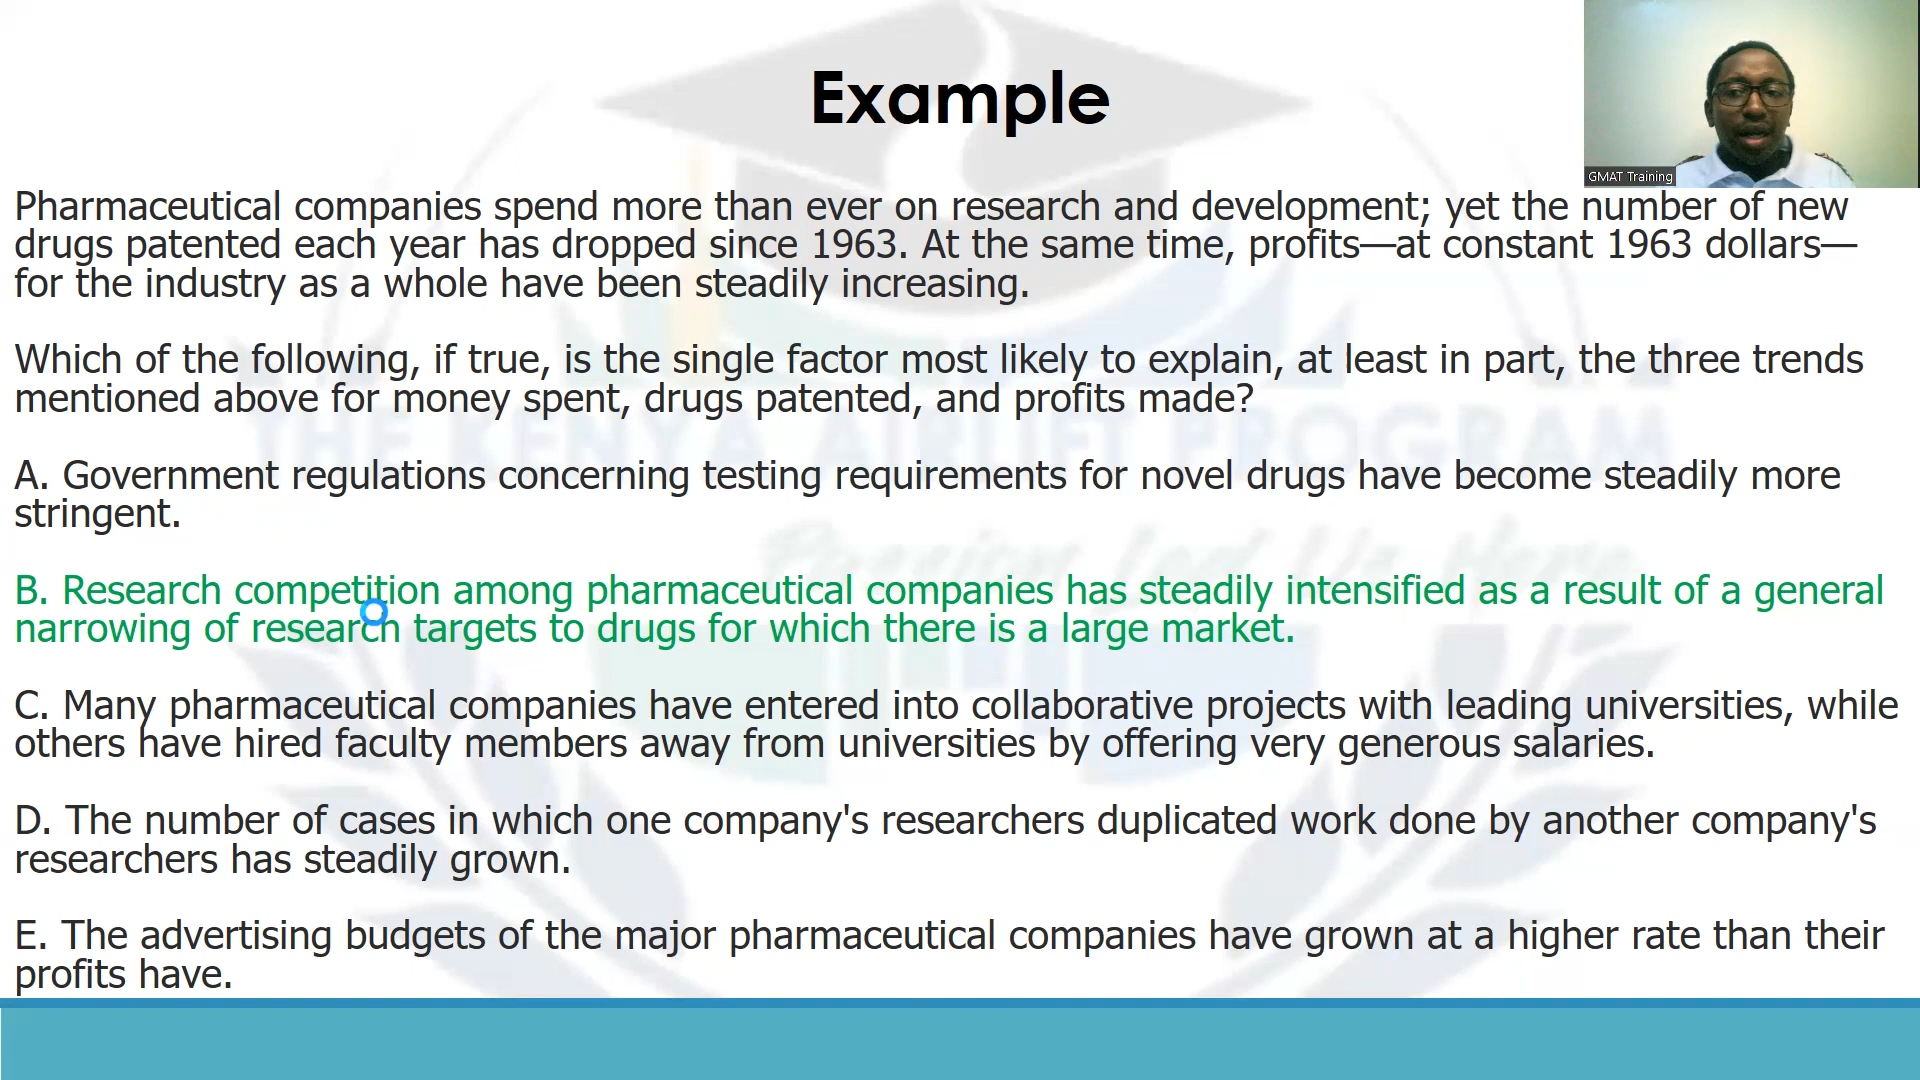 Example
GMAT Training
Pharmaceutical companies spend more than ever on research and development; yet the number of new
drugs patented each year has dropped since 1963. At the same time, profits—at constant 1963 dollars—
for the industry as a whole have been steadily increasing.
Which of the following, if true, is the single factor most likely to explain, at least in part, the three trends
mentioned above for money spent, drugs patented, and profits made?
THE KENYA AIRLIFT PROGRAM
A. Government regulations concerning testing requirements for novel drugs have become steadily more
stringent.
Passion Led Us Here
B. Research competition among pharmaceutical companies has steadily intensified as a result of a general
narrowing of research targets to drugs for which there is a large market.
C. Many pharmaceutical companies have entered into collaborative projects with leading universities, while
others have hired faculty members away from universities by offering very generous salaries.
D. The number of cases in which one company's researchers duplicated work done by another company's
researchers has steadily grown.
E. The advertising budgets of the major pharmaceutical companies have grown at a higher rate than their
profits have.